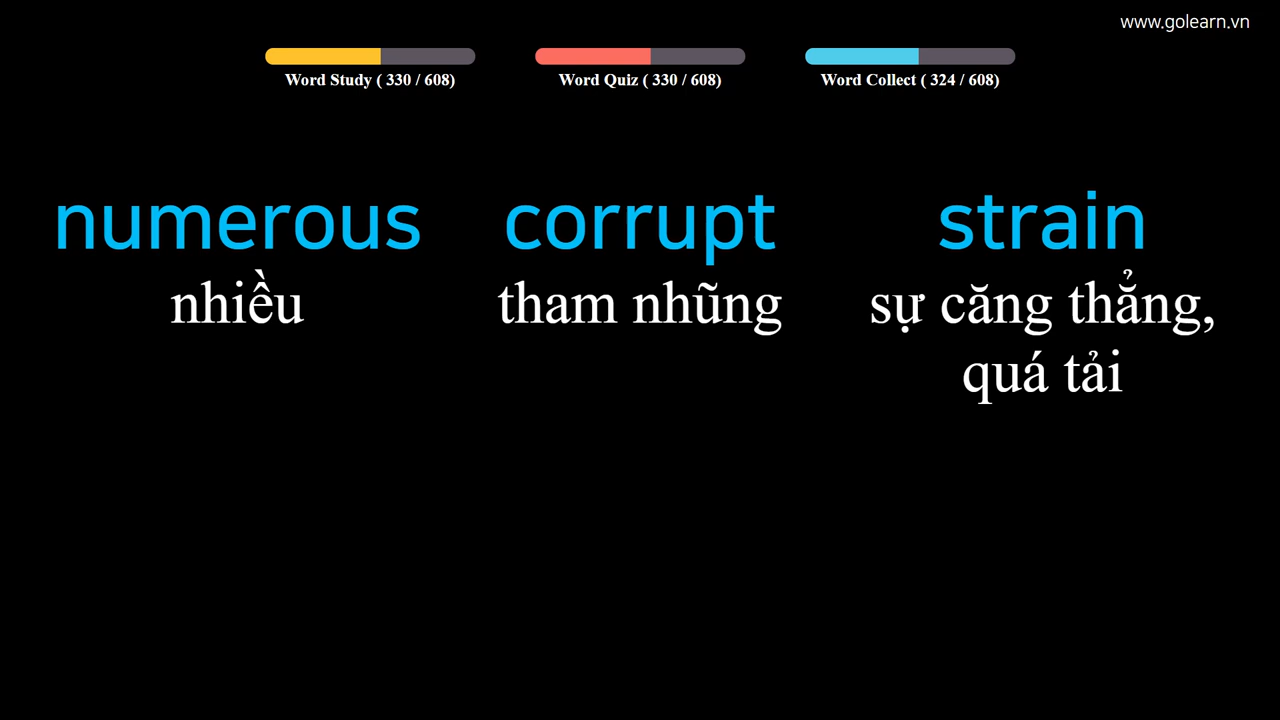 www.golearn.vn
Word Study ( 330 / 608)
Word Quiz ( 330 / 608)
Word Collect ( 324 / 608)
numerous
nhiều
corrupt
tham nhũng
strain
sự căng thẳng,
quá tải